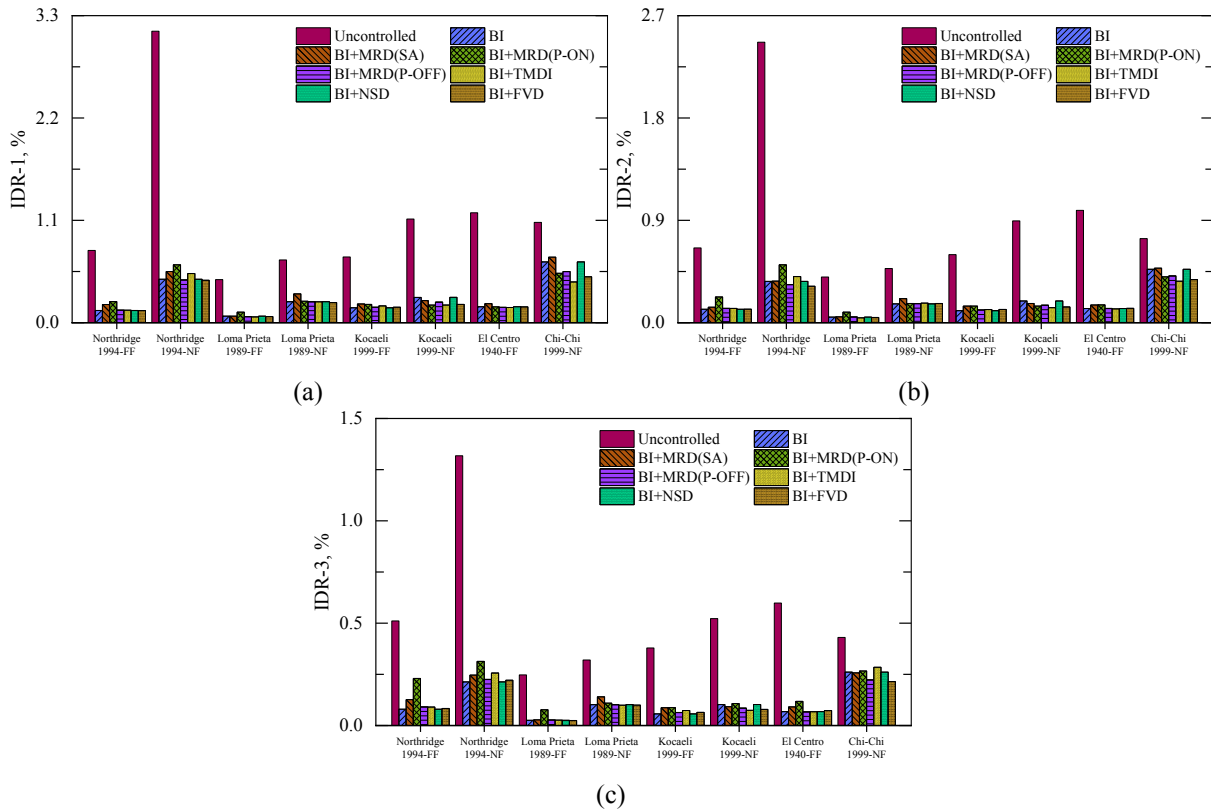 3.3
2.2
1.1
0.0
IDR-1, %
Uncontrolled
BI
BI+MRD(SA)
BI+MRD(P-ON)
BI+MRD(P-OFF)
BI+TMDI
BI+NSD
BI+FVD
Northridge
1994-FF
Northridge
1994-NF
Loma Prieta
1989-FF
Loma Prieta
1989-NF
Kocaeli
1999-FF
Kocaeli
1999-NF
El Centro
1940-FF
Chi-Chi
1999-NF
(a)
2.7
1.8
0.9
0.0
IDR-2, %
Uncontrolled
BI
BI+MRD(SA)
BI+MRD(P-ON)
BI+MRD(P-OFF)
BI+TMDI
BI+NSD
BI+FVD
Northridge
1994-FF
Northridge
1994-NF
Loma Prieta
1989-FF
Loma Prieta
1989-NF
Kocaeli
1999-FF
Kocaeli
1999-NF
El Centro
1940-FF
Chi-Chi
1999-NF
(b)
1.5
1.0
0.5
0.0
IDR-3, %
Uncontrolled
BI
BI+MRD(SA)
BI+MRD(P-ON)
BI+MRD(P-OFF)
BI+TMDI
BI+NSD
BI+FVD
Northridge
1994-FF
Northridge
1994-NF
Loma Prieta
1989-FF
Loma Prieta
1989-NF
Kocaeli
1999-FF
Kocaeli
1999-NF
El Centro
1940-FF
Chi-Chi
1999-NF
(c)